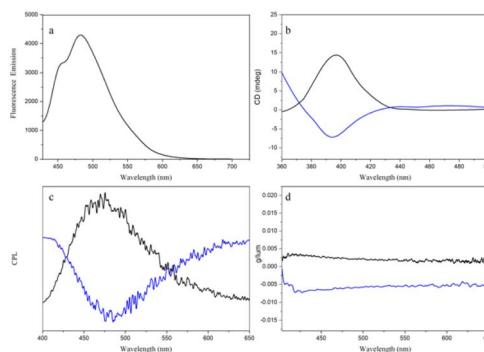 a
5000
4000
3000
2000
1000
0
Fluorescence Emission
450 500 550 600 650 700
Wavelength (nm)
b
25
20
15
10
5
0
-5
-10
-15
CD (mdeg)
360 380 400 420 440 460 480
Wavelength (nm)
c
CPL
400 450 500 550 600 650
Wavelength (nm)
d
0.020
0.015
0.010
0.005
0.000
-0.005
-0.010
-0.015
g/lum
450 500 550 600
Wavelength (nm)